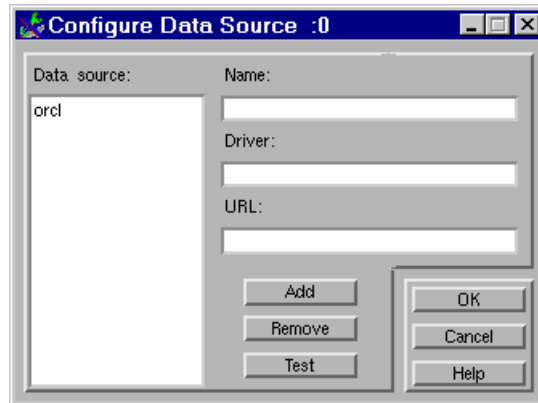 Configure Data Source :0
Data source:
orcl
Name:
Driver:
URL:
Add
Remove
Test
OK
Cancel
Help